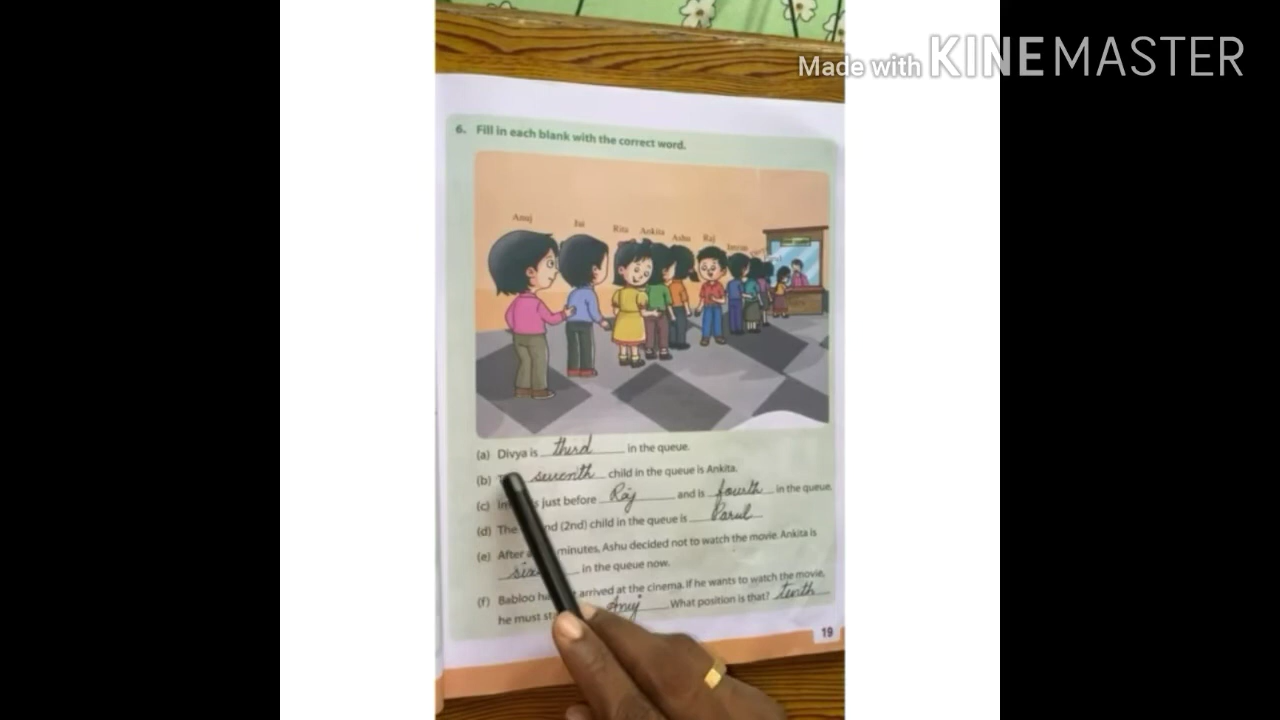 Made with KINEMASTER
6. Fill in each blank with the correct word.
Anuj Jai Rita Ankita Ashu Raj Imran
(a) Divya is third in the queue.
(b) seventh child in the queue is Ankita.
(c) just before Raj and is fourth in the queue.
(d) The (2nd) child in the queue is Parul
(e) After minutes, Ashu decided not to watch the movie. Ankita is
in the queue now.
(f) Babloo arrived at the cinema. If he wants to watch the movie,
he must Anuj What position is that? tenth
19